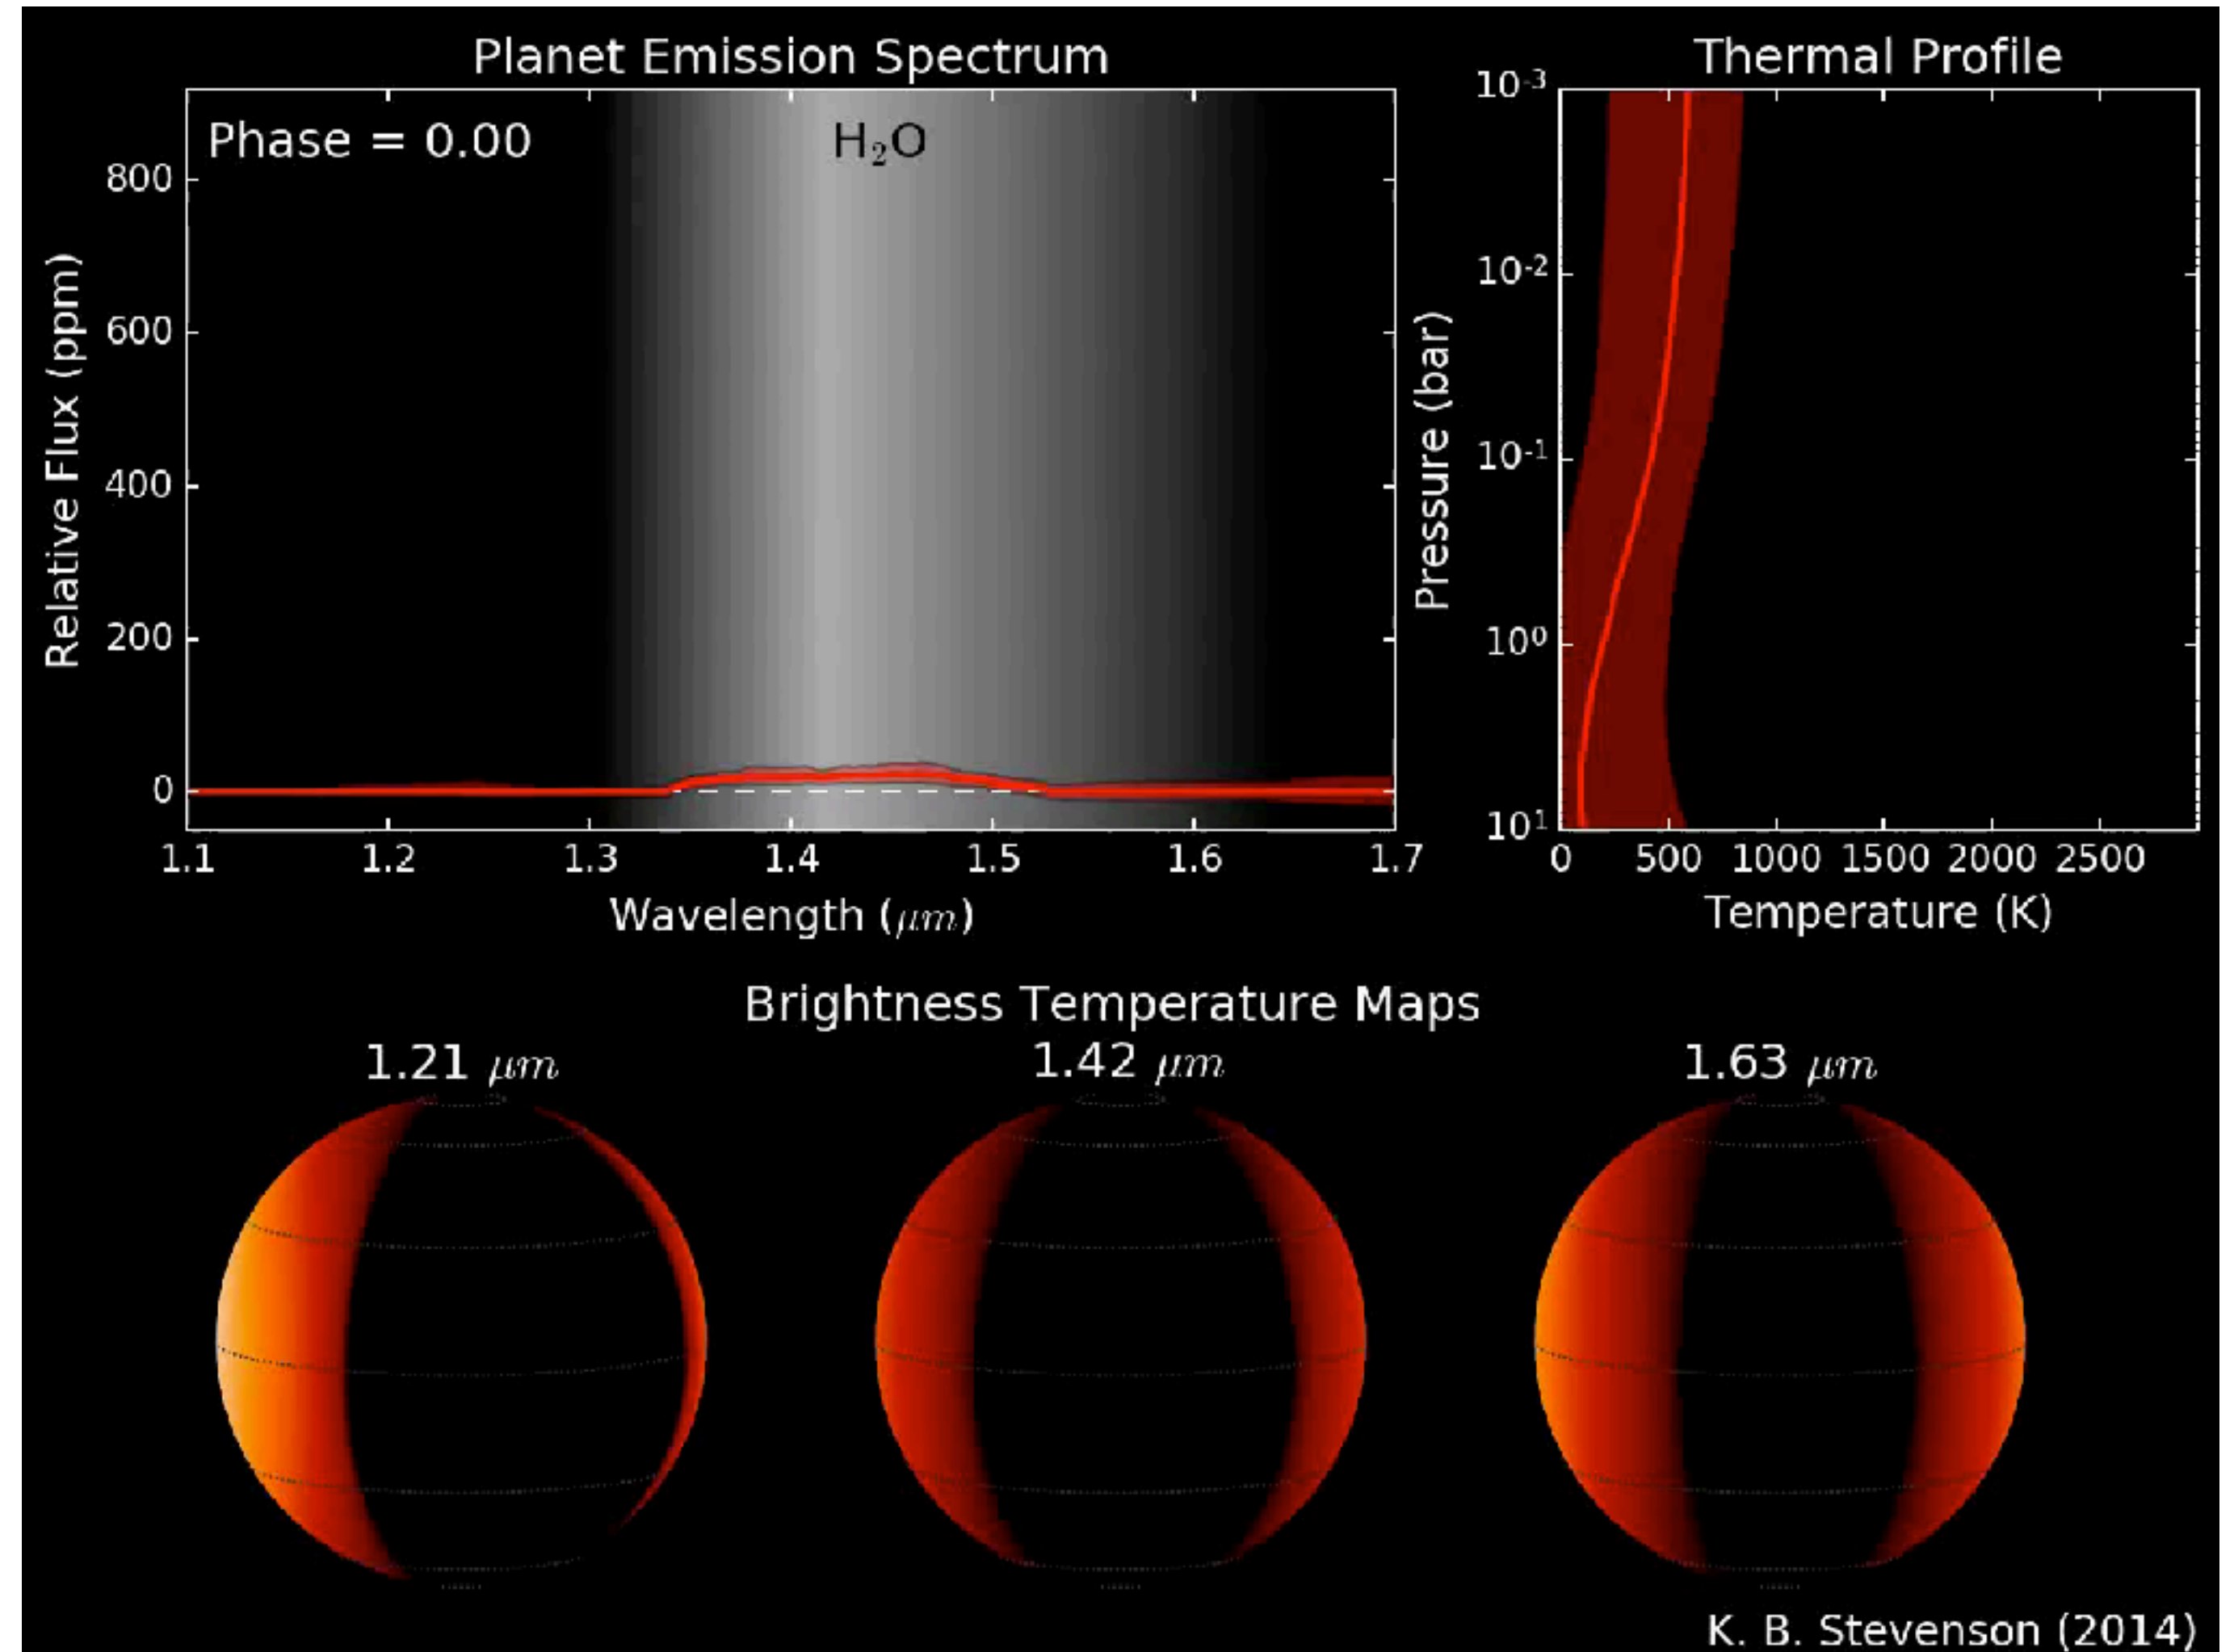 Planet Emission Spectrum
Phase = 0.00
H₂O
800
600
400
200
0
Relative Flux (ppm)
1.1 1.2 1.3 1.4 1.5 1.6 1.7
Wavelength (μm)
Thermal Profile
10⁻³
10⁻²
10⁻¹
10⁰
10¹
Pressure (bar)
0 500 1000 1500 2000 2500
Temperature (K)
Brightness Temperature Maps
1.21 μm
1.42 μm
1.63 μm
K. B. Stevenson (2014)